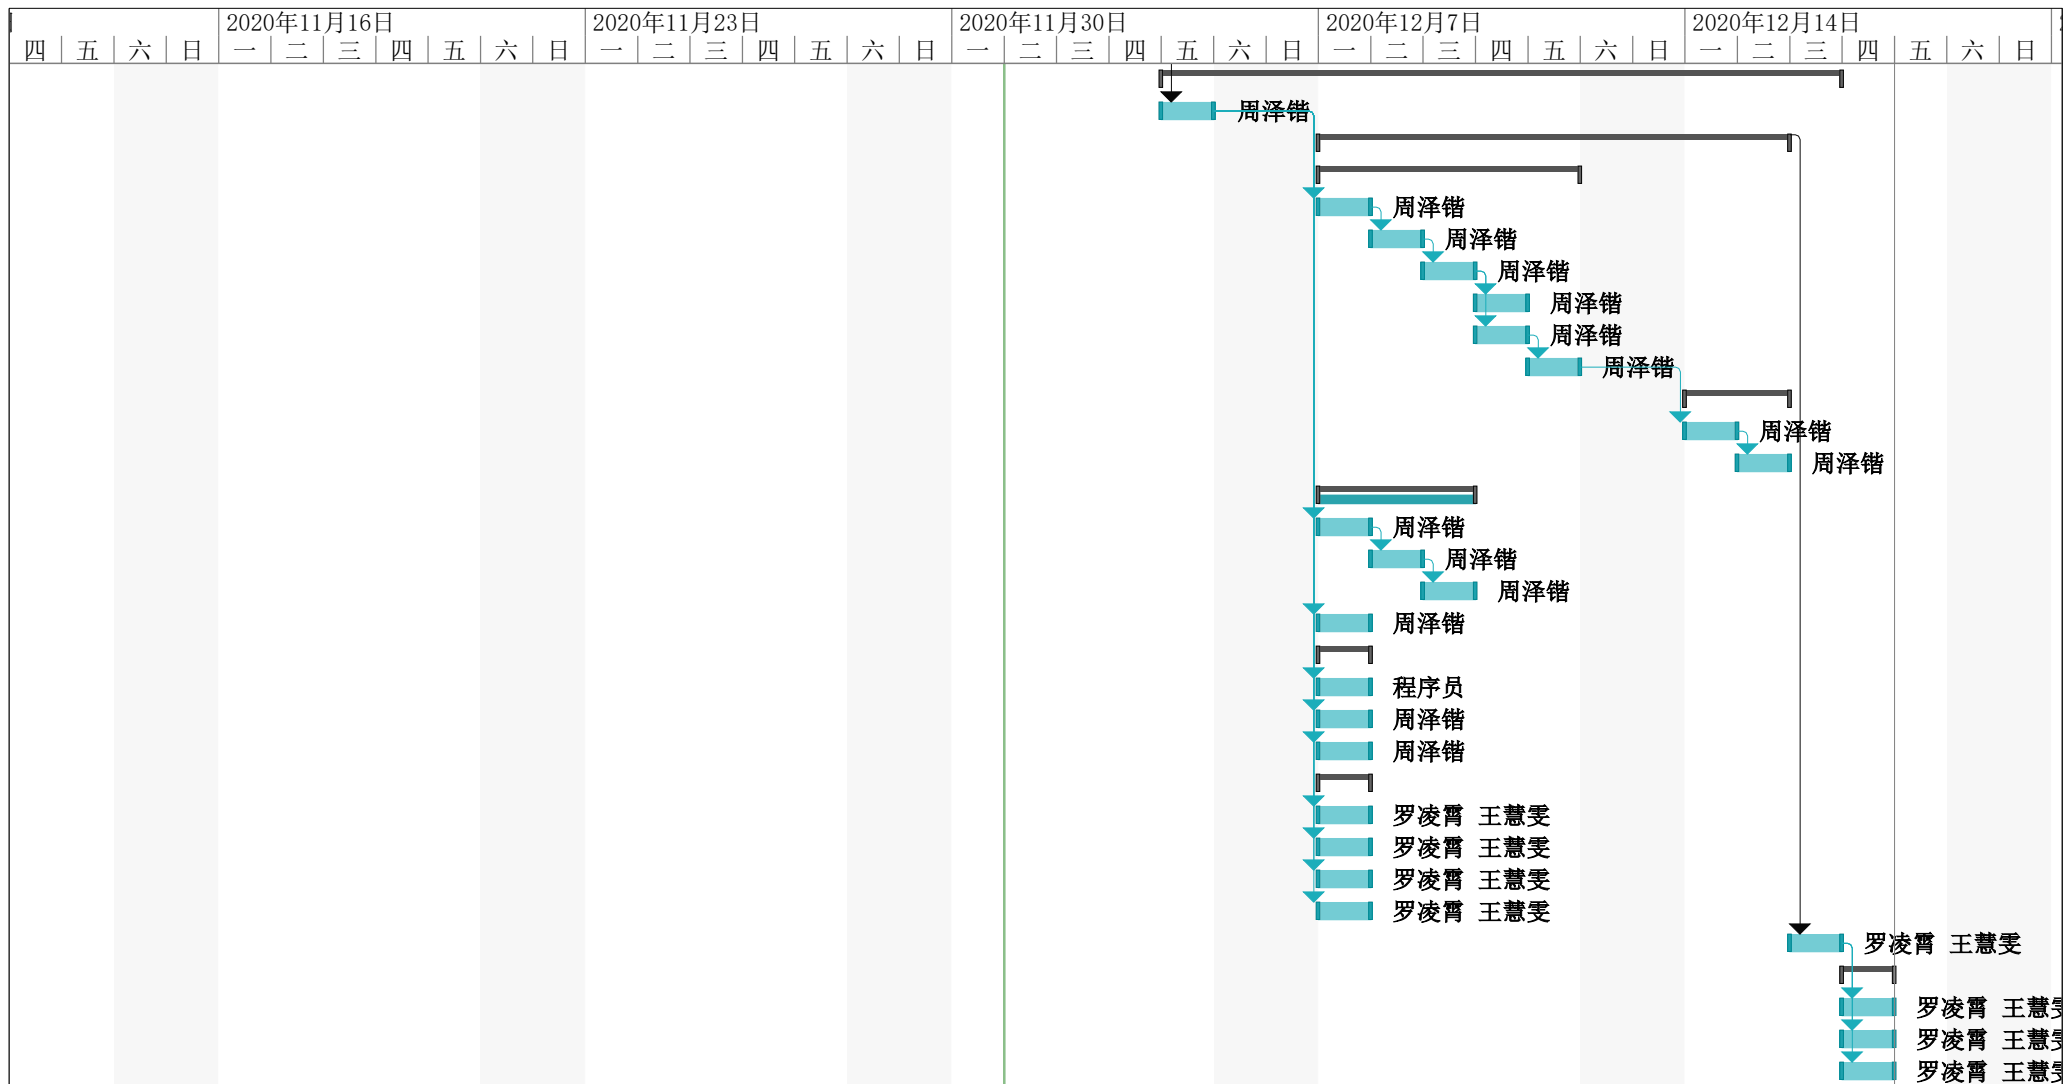 2020年11月16日 2020年11月23日 2020年11月30日 2020年12月7日 2020年12月14日
四 五 六 日 一 二 三 四 五 六 日 一 二 三 四 五 六 日 一 二 三 四 五 六 日 一 二 三 四 五 六 日 一 二 三 四 五 六 日
周泽锴
周泽锴
周泽锴
周泽锴
周泽锴
周泽锴
周泽锴
周泽锴
周泽锴
周泽锴
周泽锴
周泽锴
周泽锴
程序员
周泽锴
周泽锴
罗凌霄 王慧雯
罗凌霄 王慧雯
罗凌霄 王慧雯
罗凌霄 王慧雯
罗凌霄 王慧雯
罗凌霄 王慧雯
罗凌霄 王慧雯
罗凌霄 王慧雯